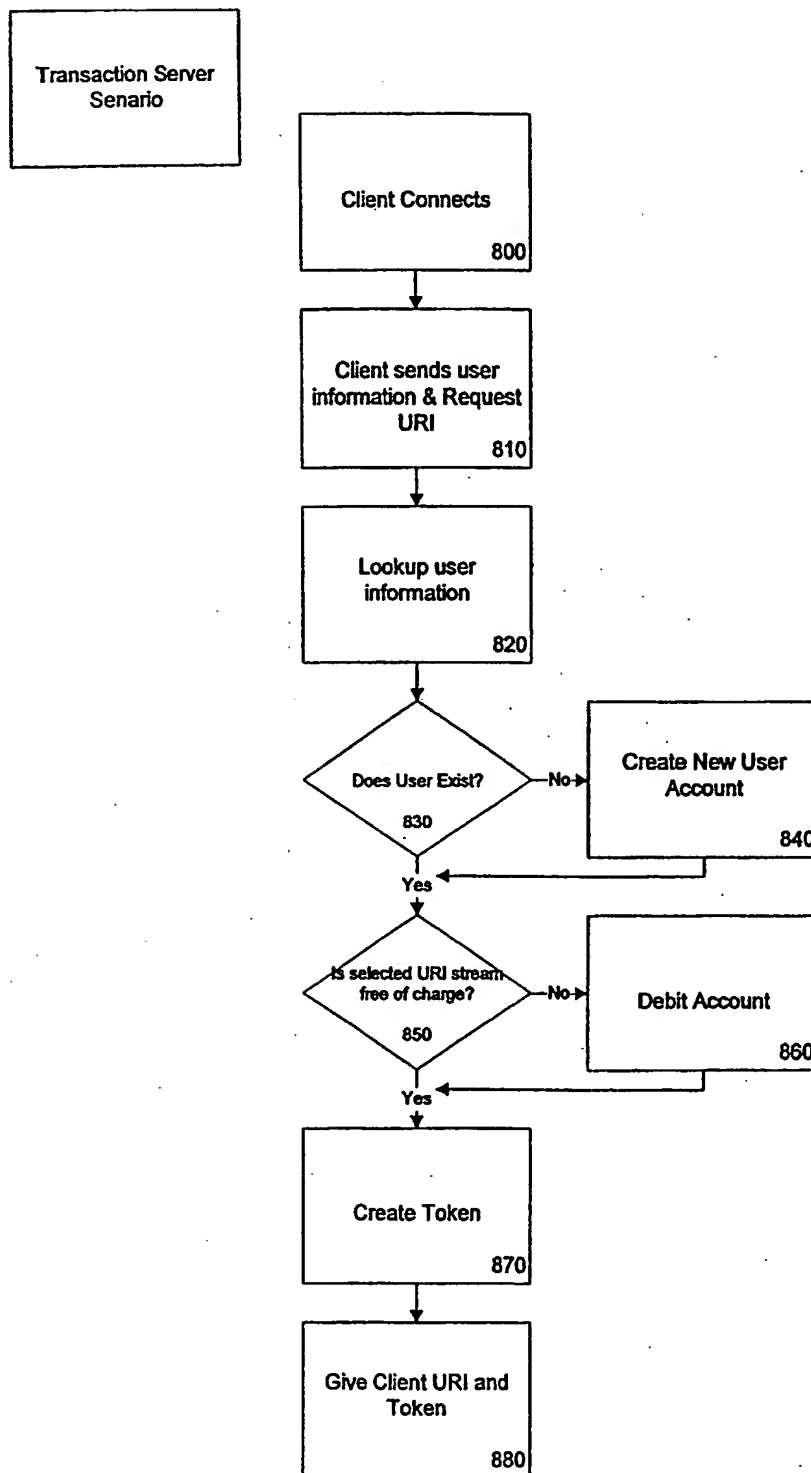 Transaction Server
Senario
Client Connects
800
Client sends user
information & Request
URI
810
Lookup user
information
820
Does User Exist?
830
No
Create New User
Account
840
Yes
Is selected URI stream
free of charge?
850
No
Debit Account
860
Yes
Create Token
870
Give Client URI and
Token
880